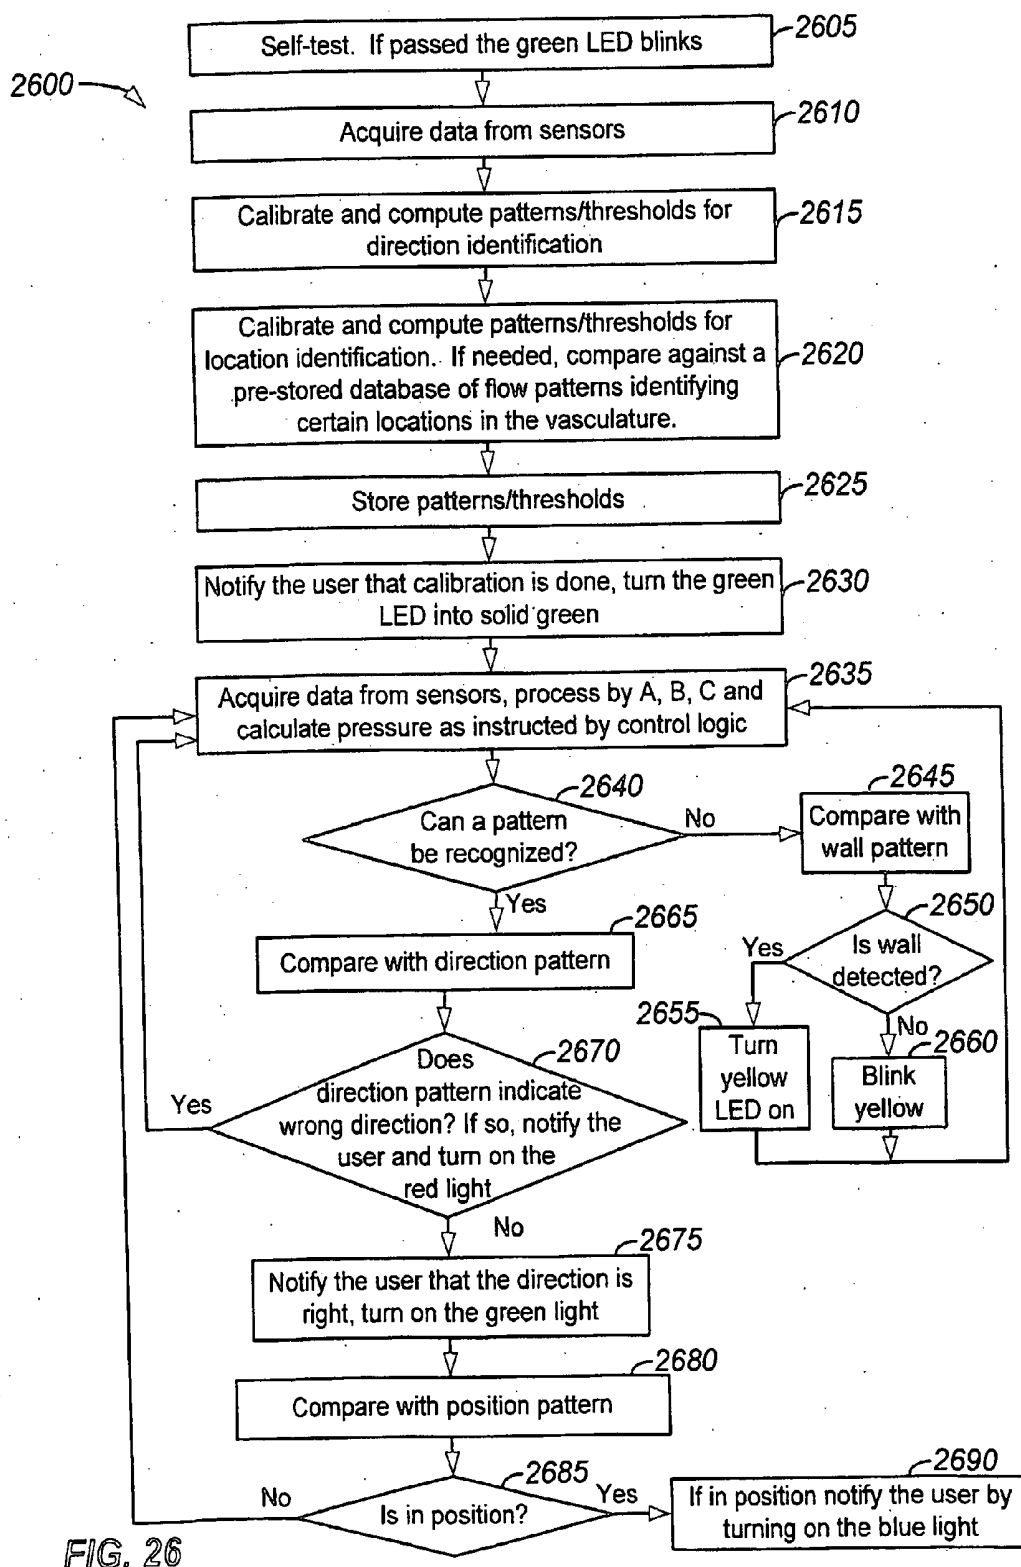 2600
Self-test. If passed the green LED blinks
2605
Acquire data from sensors
2610
Calibrate and compute patterns/thresholds for
direction identification
2615
Calibrate and compute patterns/thresholds for
location identification. If needed, compare against a
pre-stored database of flow patterns identifying
certain locations in the vasculature.
2620
Store patterns/thresholds
2625
Notify the user that calibration is done, turn the green
LED into solid green
2630
Acquire data from sensors, process by A, B, C and
calculate pressure as instructed by control logic
2635
Can a pattern
be recognized?
2640
No
Compare with
wall pattern
2645
Is wall
detected?
2650
Yes
2655
Turn
yellow
LED on
No
2660
Blink
yellow
Yes
2665
Compare with direction pattern
Does
direction pattern indicate
wrong direction? If so, notify the
user and turn on the
red light
2670
Yes
No
2675
Notify the user that the direction is
right, turn on the green light
2680
Compare with position pattern
2685
Is in position?
No
Yes
2690
If in position notify the user by
turning on the blue light
FIG. 26